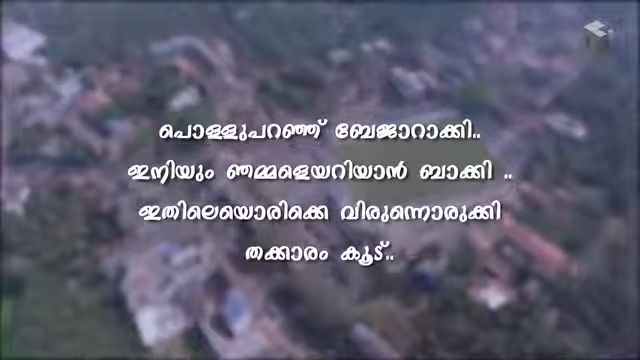 പൊള്ളുപറഞ്ഞ് ബേജാറാക്കി..
ഇനിയും ഞമ്മളെയറിയാൻ ബാക്കി ..
ഇതിലെയൊരിക്കെ വിരുന്നൊരുക്കി
തക്കാരം കൂട്..